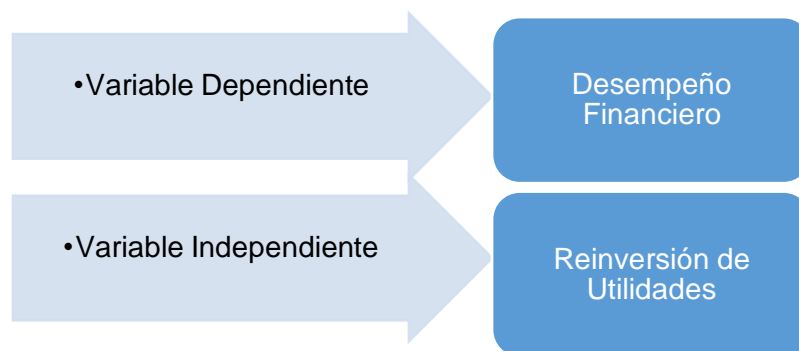 •Variable Dependiente
Desempeño
Financiero
•Variable Independiente
Reinversión de
Utilidades